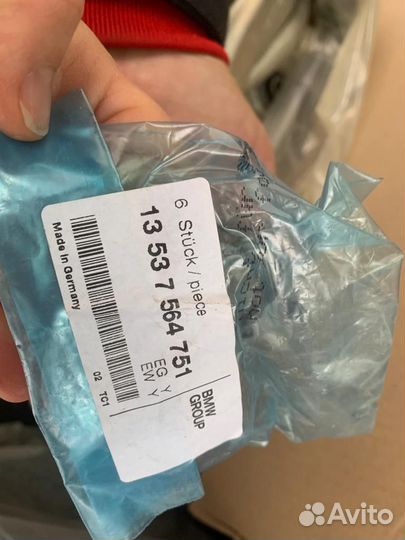 6 Stück / piece
13 53 7 564 751
EG Y
EW Y
BMW
GROUP
Made in Germany
02 TC1
Avito